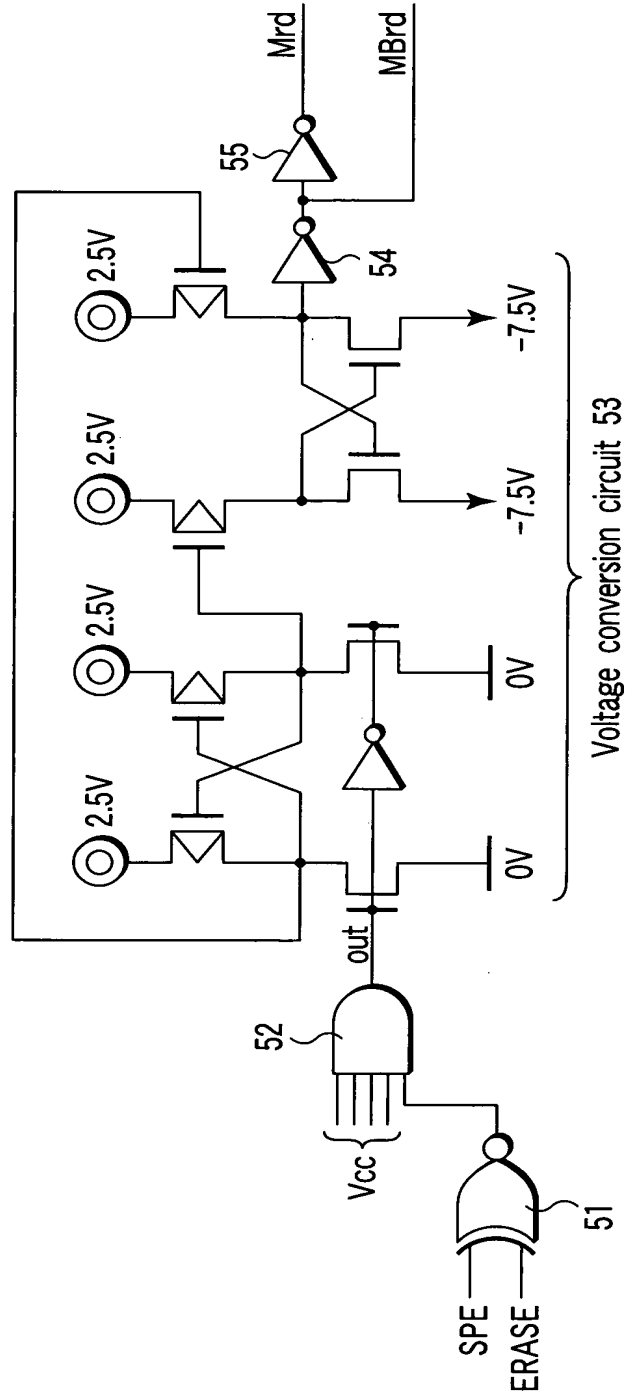 SPE
ERASE
51
Vcc
52
out
2.5V
2.5V
2.5V
2.5V
0V
0V
-7.5V
-7.5V
54
55
Mrd
MBrd
Voltage conversion circuit 53